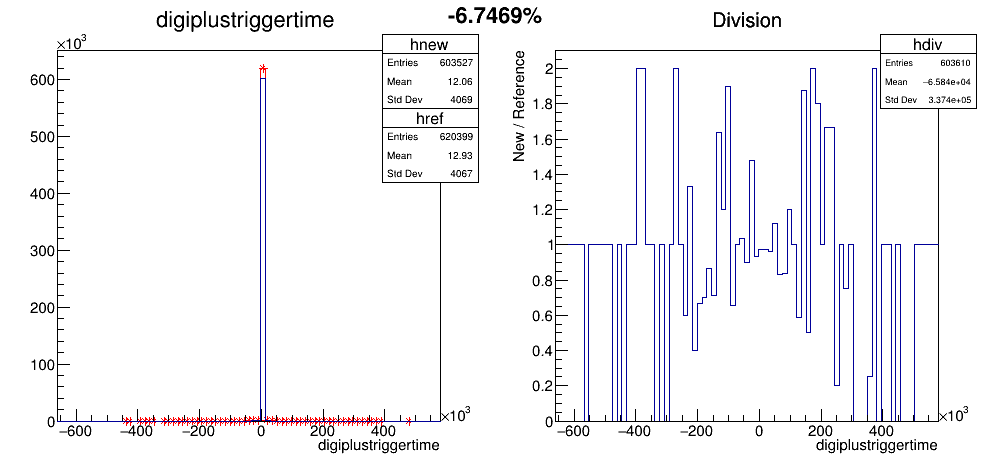 digiplustriggertime
-6.7469%
Division
×10³
hnew
Entries 603527
Mean 12.06
Std Dev 4069
href
Entries 620399
Mean 12.93
Std Dev 4067
600
500
400
300
200
100
0
−600 −400 −200 0 200 400
×10³
digiplustriggertime
hdiv
Entries 603610
Mean −6.584e+04
Std Dev 3.374e+05
New / Reference
2
1.8
1.6
1.4
1.2
1
0.8
0.6
0.4
0.2
0
−600 −400 −200 0 200 400
×10³
digiplustriggertime